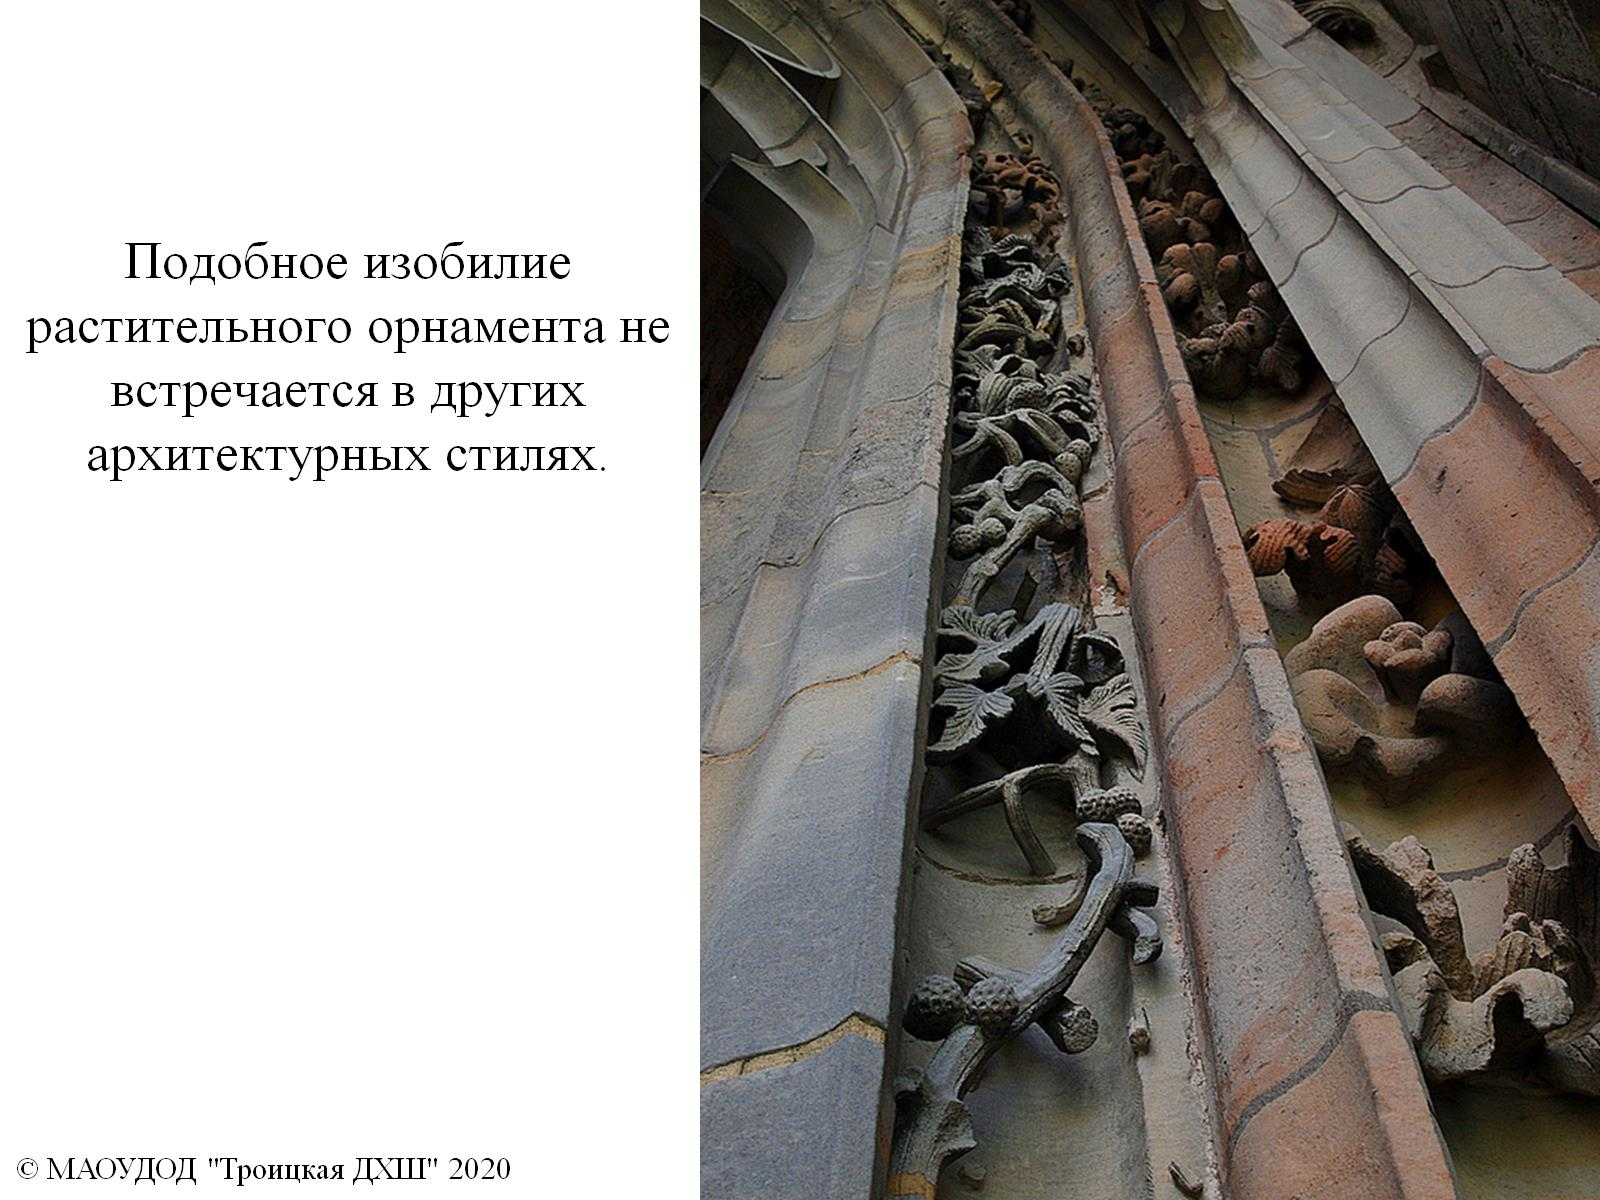 Подобное изобилие
растительного орнамента не
встречается в других
архитектурных стилях.
© МАОУДОД "Троицкая ДХШ" 2020